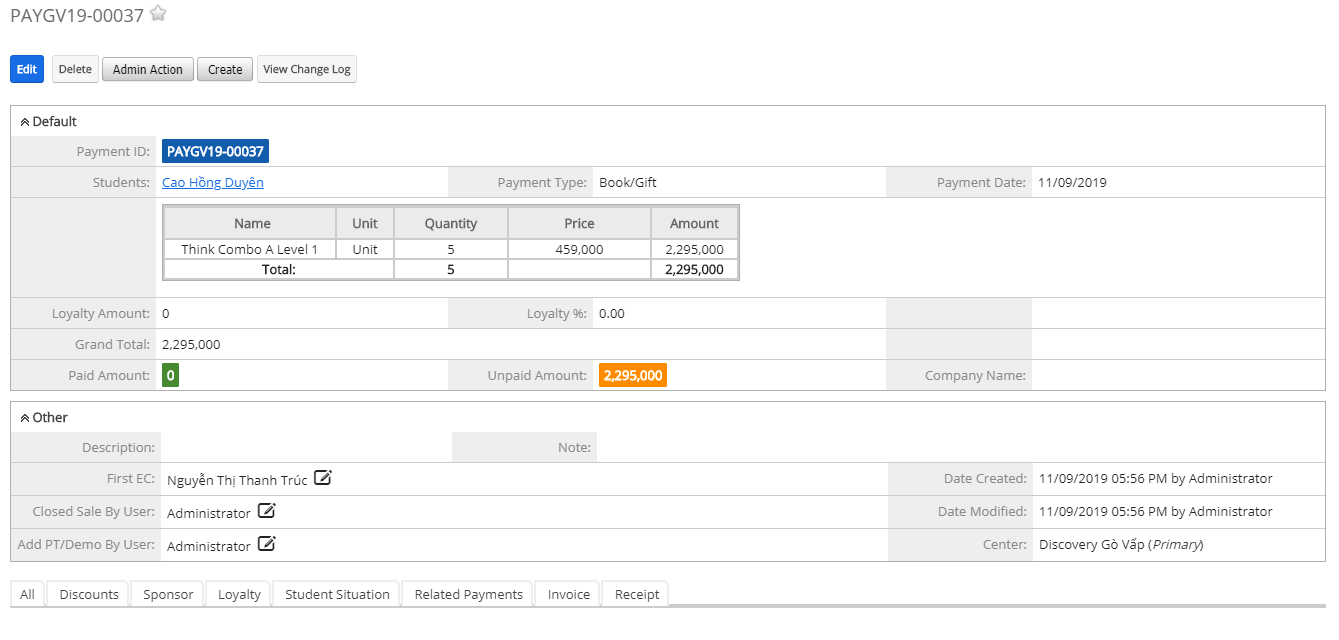 PAYGV19-00037
Edit Delete Admin Action Create View Change Log
Default
Payment ID: PAYGV19-00037
Students: Cao Hồng Duyên Payment Type: Book/Gift Payment Date: 11/09/2019
Name Unit Quantity Price Amount
Think Combo A Level 1 Unit 5 459,000 2,295,000
Total: 5 2,295,000
Loyalty Amount: 0 Loyalty %: 0.00
Grand Total: 2,295,000
Paid Amount: 0 Unpaid Amount: 2,295,000 Company Name:
Other
Description: Note:
First EC: Nguyễn Thị Thanh Trúc Date Created: 11/09/2019 05:56 PM by Administrator
Closed Sale By User: Administrator Date Modified: 11/09/2019 05:56 PM by Administrator
Add PT/Demo By User: Administrator Center: Discovery Gò Vấp (Primary)
All Discounts Sponsor Loyalty Student Situation Related Payments Invoice Receipt